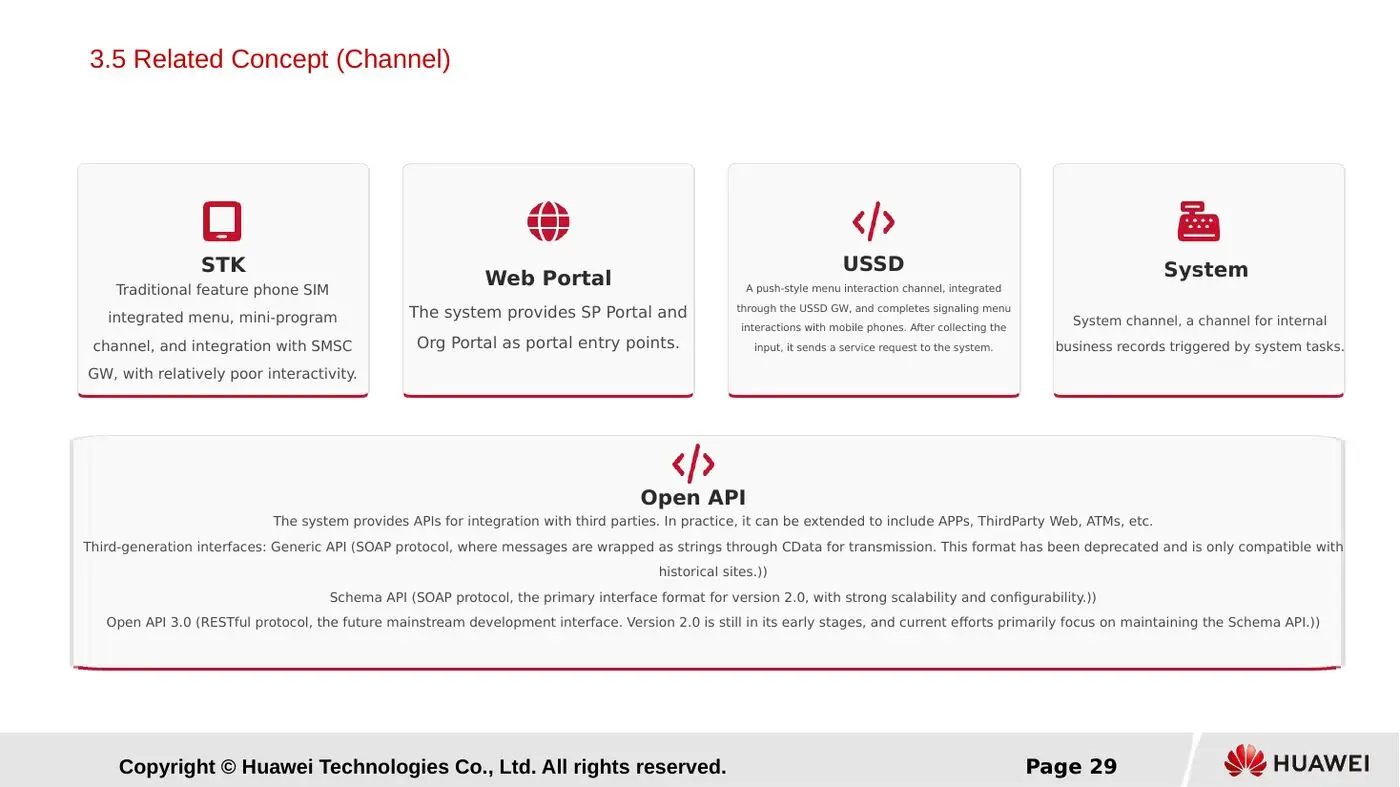 3.5 Related Concept (Channel)
STK
Traditional feature phone SIM
integrated menu, mini-program
channel, and integration with SMSC
GW, with relatively poor interactivity.
Web Portal
The system provides SP Portal and
Org Portal as portal entry points.
USSD
A push-style menu interaction channel, integrated
through the USSD GW, and completes signaling menu
interactions with mobile phones. After collecting the
input, it sends a service request to the system.
System
System channel, a channel for internal
business records triggered by system tasks.
Open API
The system provides APIs for integration with third parties. In practice, it can be extended to include APPs, ThirdParty Web, ATMs, etc.
Third-generation interfaces: Generic API (SOAP protocol, where messages are wrapped as strings through CData for transmission. This format has been deprecated and is only compatible with
historical sites.))
Schema API (SOAP protocol, the primary interface format for version 2.0, with strong scalability and configurability.))
Open API 3.0 (RESTful protocol, the future mainstream development interface. Version 2.0 is still in its early stages, and current efforts primarily focus on maintaining the Schema API.))
Copyright © Huawei Technologies Co., Ltd. All rights reserved.
Page 29
HUAWEI